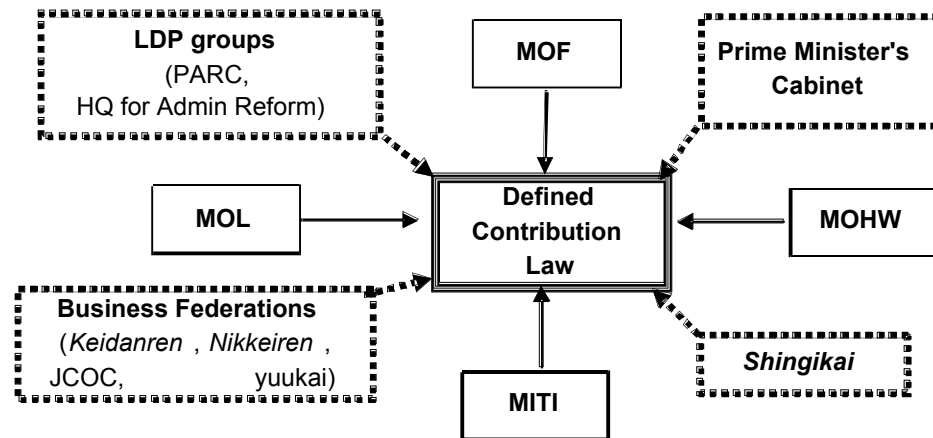 LDP groups
(PARC,
HQ for Admin Reform)
MOF
Prime Minister's
Cabinet
MOL
Defined
Contribution
Law
MOHW
Business Federations
(Keidanren , Nikkeiren ,
JCOC, yuukai)
MITI
Shingikai